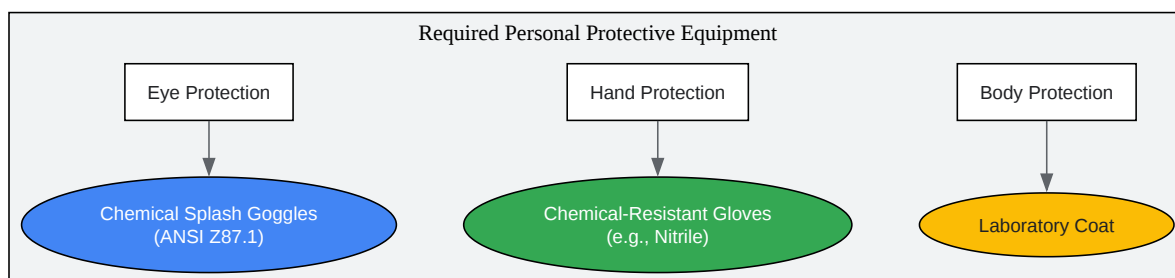 Required Personal Protective Equipment
Eye Protection
Hand Protection
Body Protection
Chemical Splash Goggles
(ANSI Z87.1)
Chemical-Resistant Gloves
(e.g., Nitrile)
Laboratory Coat